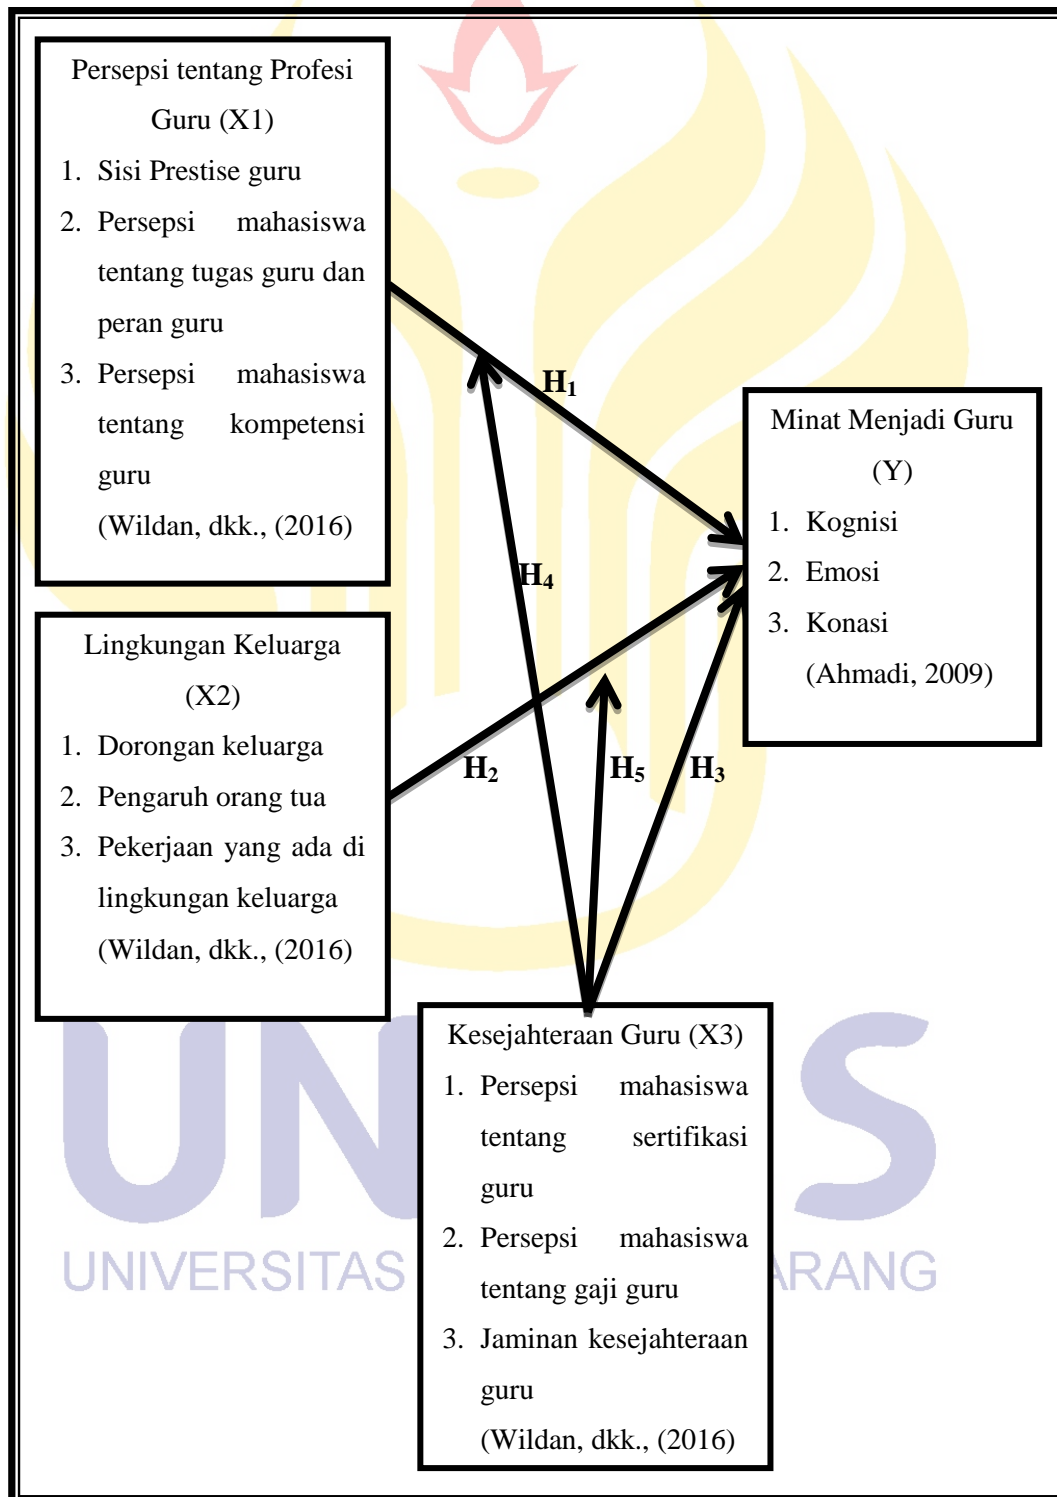 Persepsi tentang Profesi
Guru (X1)
1. Sisi Prestise guru
2. Persepsi mahasiswa
tentang tugas guru dan
peran guru
3. Persepsi mahasiswa
tentang kompetensi
guru
(Wildan, dkk., (2016)
H1
Minat Menjadi Guru
(Y)
1. Kognisi
2. Emosi
3. Konasi
(Ahmadi, 2009)
H4
Lingkungan Keluarga
(X2)
1. Dorongan keluarga
2. Pengaruh orang tua
3. Pekerjaan yang ada di
lingkungan keluarga
(Wildan, dkk., (2016)
H2 H5 H3
Kesejahteraan Guru (X3)
1. Persepsi mahasiswa
tentang sertifikasi
guru
2. Persepsi mahasiswa
tentang gaji guru
3. Jaminan kesejahteraan
guru
(Wildan, dkk., (2016)
UNIVERSITAS